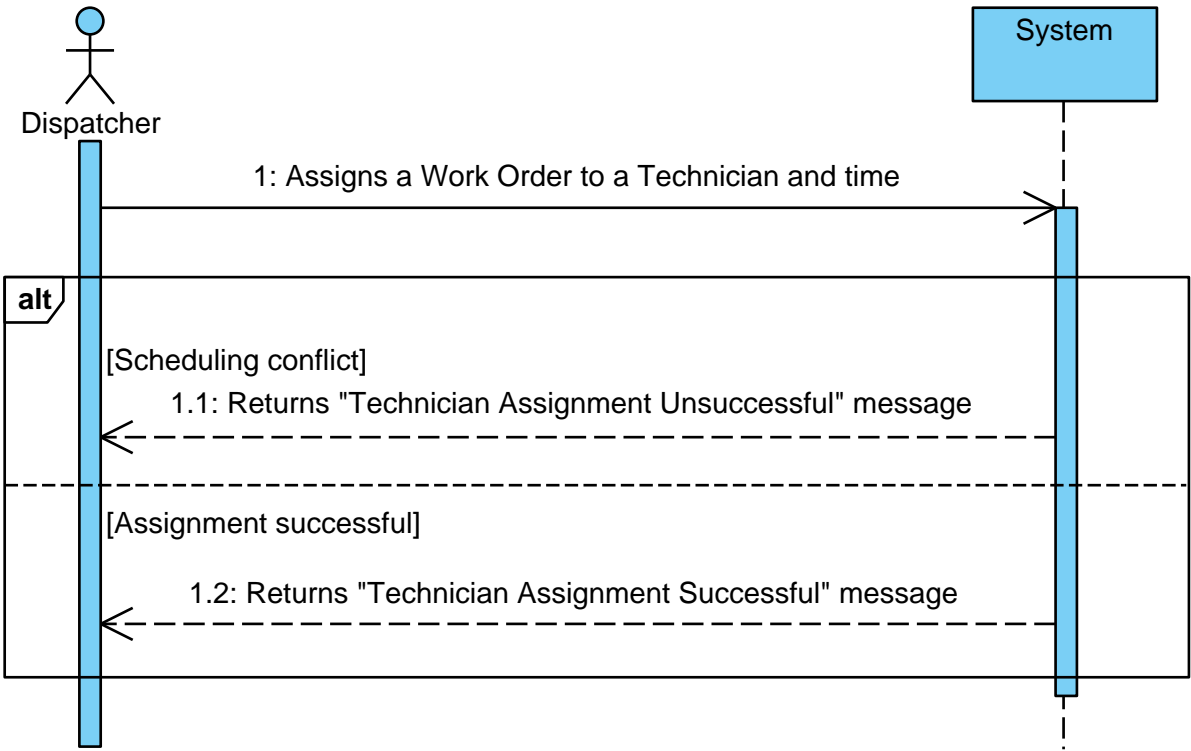 System
Dispatcher
1: Assigns a Work Order to a Technician and time
alt
[Scheduling conflict]
1.1: Returns "Technician Assignment Unsuccessful" message
[Assignment successful]
1.2: Returns "Technician Assignment Successful" message